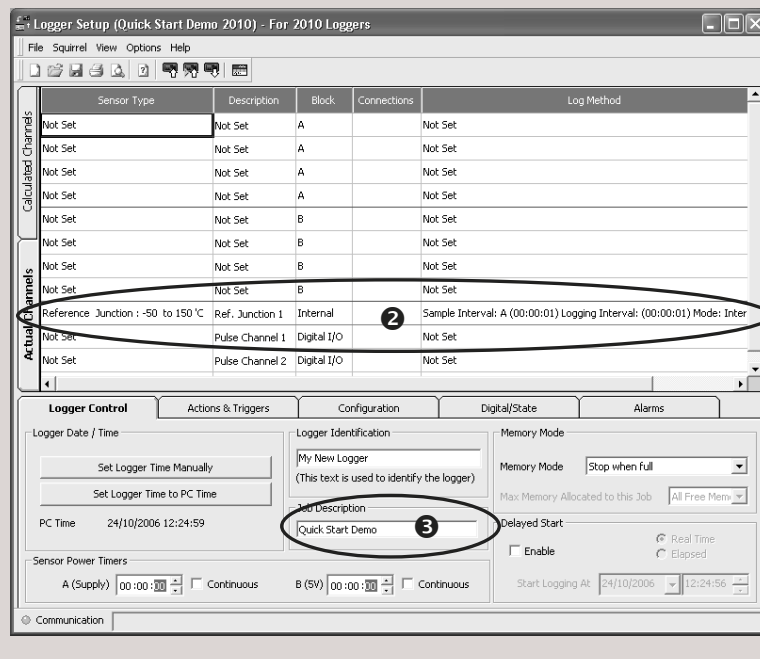 Logger Setup (Quick Start Demo 2010) - For 2010 Loggers
File Squirrel View Options Help
Calculated Channels
Actual Channels
Sensor Type Description Block Connections Log Method
Not Set Not Set A Not Set
Not Set Not Set A Not Set
Not Set Not Set A Not Set
Not Set Not Set A Not Set
Not Set Not Set B Not Set
Not Set Not Set B Not Set
Not Set Not Set B Not Set
Not Set Not Set B Not Set
Reference Junction : -50 to 150 °C Ref. Junction 1 Internal ❷ Sample Interval: A (00:00:01) Logging Interval: (00:00:01) Mode: Inter
Not Set Pulse Channel 1 Digital I/O Not Set
Not Set Pulse Channel 2 Digital I/O Not Set
Logger Control Actions & Triggers Configuration Digital/State Alarms
Logger Date / Time
Set Logger Time Manually
Set Logger Time to PC Time
PC Time 24/10/2006 12:24:59
Logger Identification
My New Logger
(This text is used to identify the logger)
Job Description
Quick Start Demo ❸
Memory Mode
Memory Mode Stop when full
Max Memory Allocated to this Job All Free Mem
Delayed Start
Enable
Real Time
Elapsed
Start Logging At 24/10/2006 12:24:56
Sensor Power Timers
A (Supply) 00:00:00 Continuous B (5V) 00:00:00 Continuous
Communication